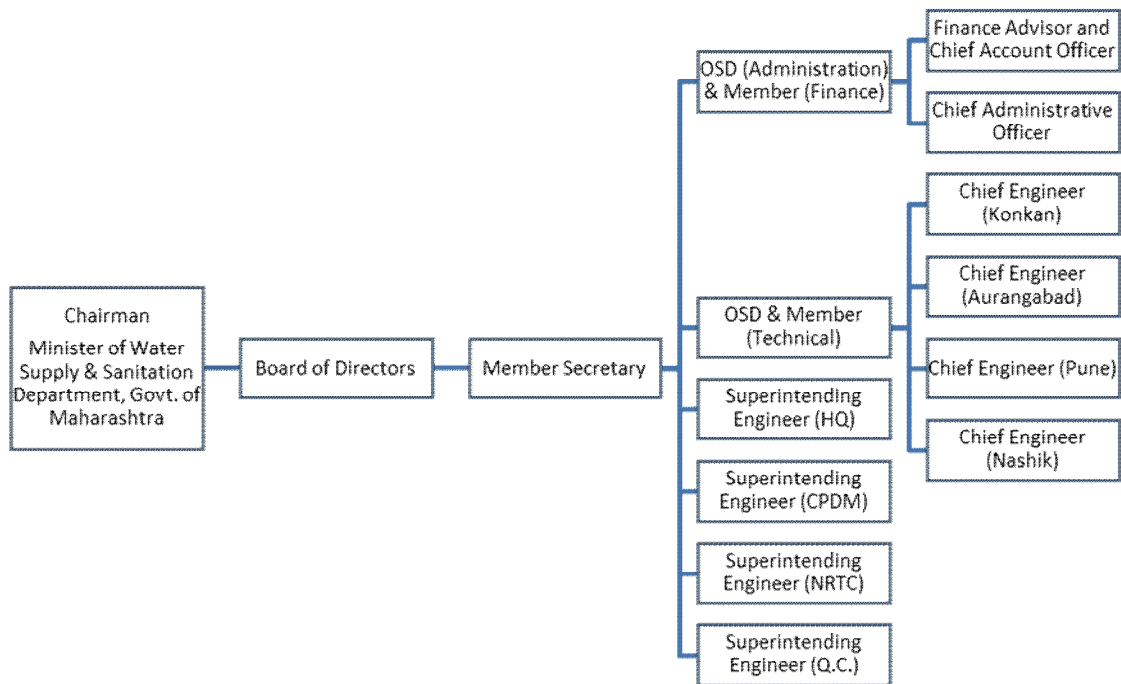 Chairman
Minister of Water
Supply & Sanitation
Department, Govt. of
Maharashtra
Board of Directors
Member Secretary
OSD (Administration)
& Member (Finance)
OSD & Member
(Technical)
Superintending
Engineer (HQ)
Superintending
Engineer (CPDM)
Superintending
Engineer (NRTC)
Superintending
Engineer (Q.C.)
Finance Advisor and
Chief Account Officer
Chief Administrative
Officer
Chief Engineer
(Konkan)
Chief Engineer
(Aurangabad)
Chief Engineer (Pune)
Chief Engineer
(Nashik)